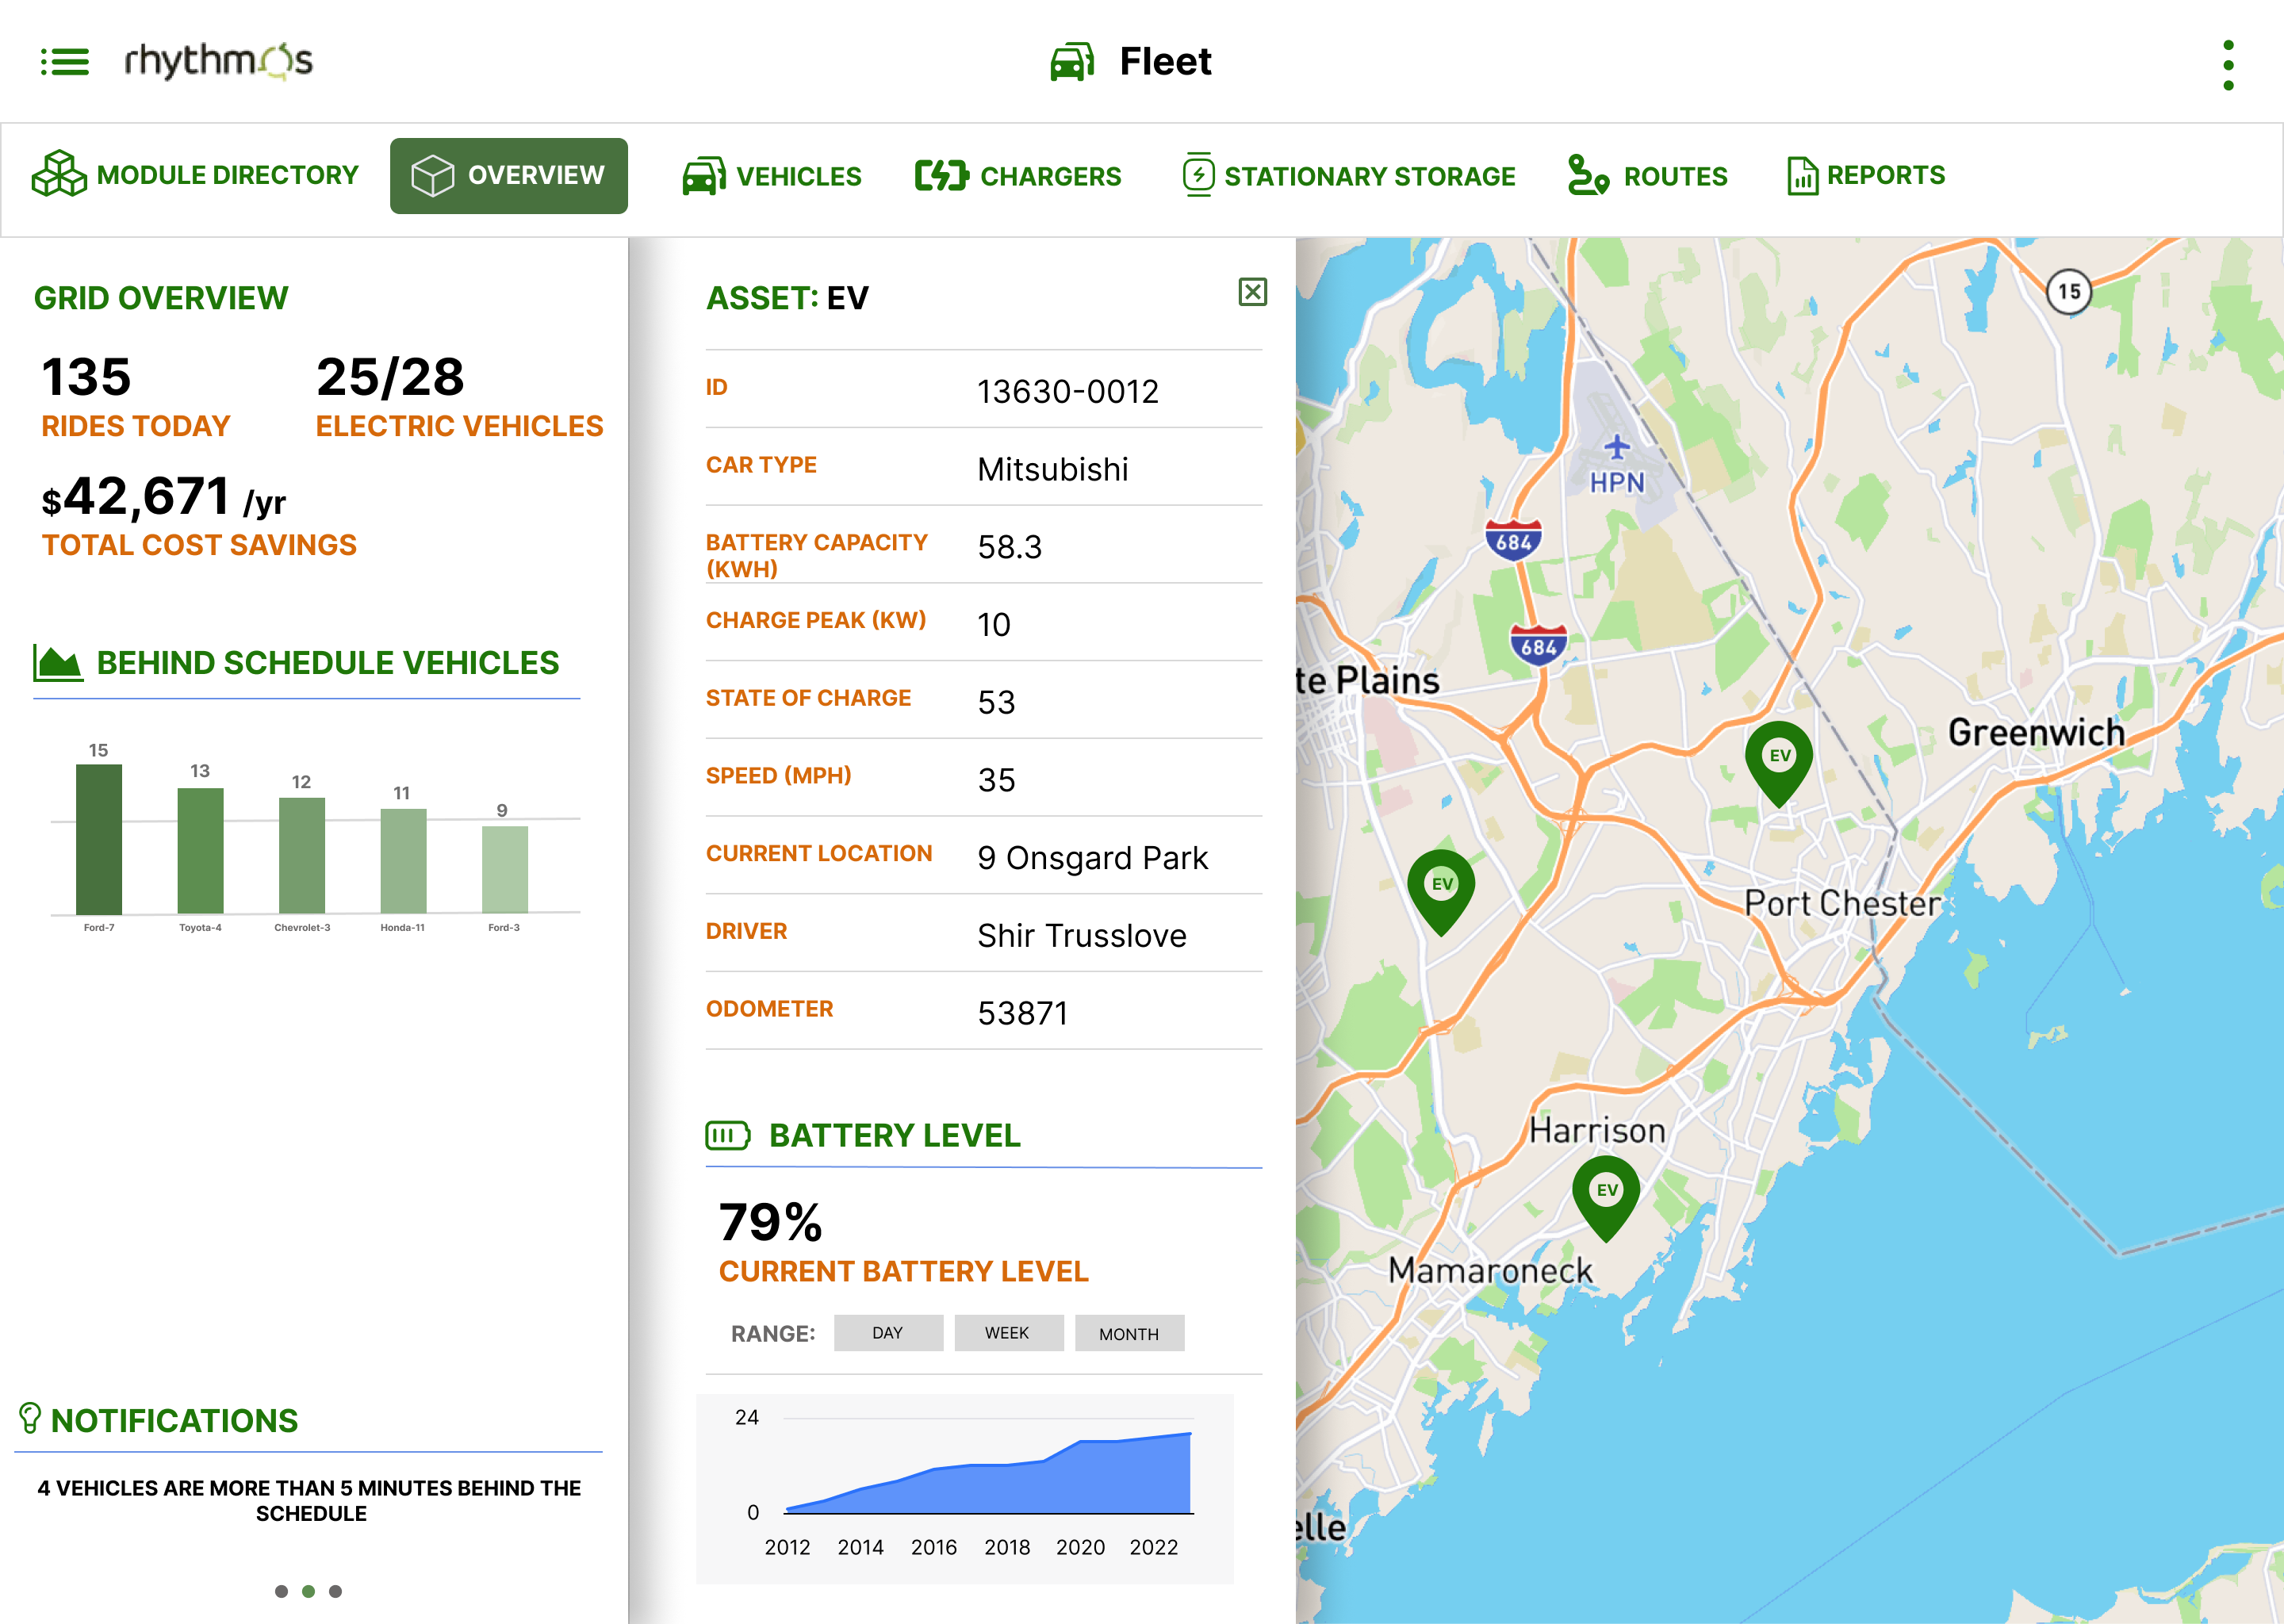 rhythmos
Fleet
MODULE DIRECTORY
OVERVIEW
VEHICLES
CHARGERS
STATIONARY STORAGE
ROUTES
REPORTS
GRID OVERVIEW
135
RIDES TODAY
25/28
ELECTRIC VEHICLES
$42,671 /yr
TOTAL COST SAVINGS
BEHIND SCHEDULE VEHICLES
15
13
12
11
9
Ford-7
Toyota-4
Chevrolet-3
Honda-11
Ford-3
NOTIFICATIONS
4 VEHICLES ARE MORE THAN 5 MINUTES BEHIND THE
SCHEDULE
ASSET: EV
ID
13630-0012
CAR TYPE
Mitsubishi
BATTERY CAPACITY
(KWH)
58.3
CHARGE PEAK (KW)
10
STATE OF CHARGE
53
SPEED (MPH)
35
CURRENT LOCATION
9 Onsgard Park
DRIVER
Shir Trusslove
ODOMETER
53871
BATTERY LEVEL
79%
CURRENT BATTERY LEVEL
RANGE:
DAY
WEEK
MONTH
24
0
2012
2014
2016
2018
2020
2022
15
HPN
684
684
te Plains
Greenwich
EV
EV
Port Chester
Harrison
EV
Mamaroneck
elle